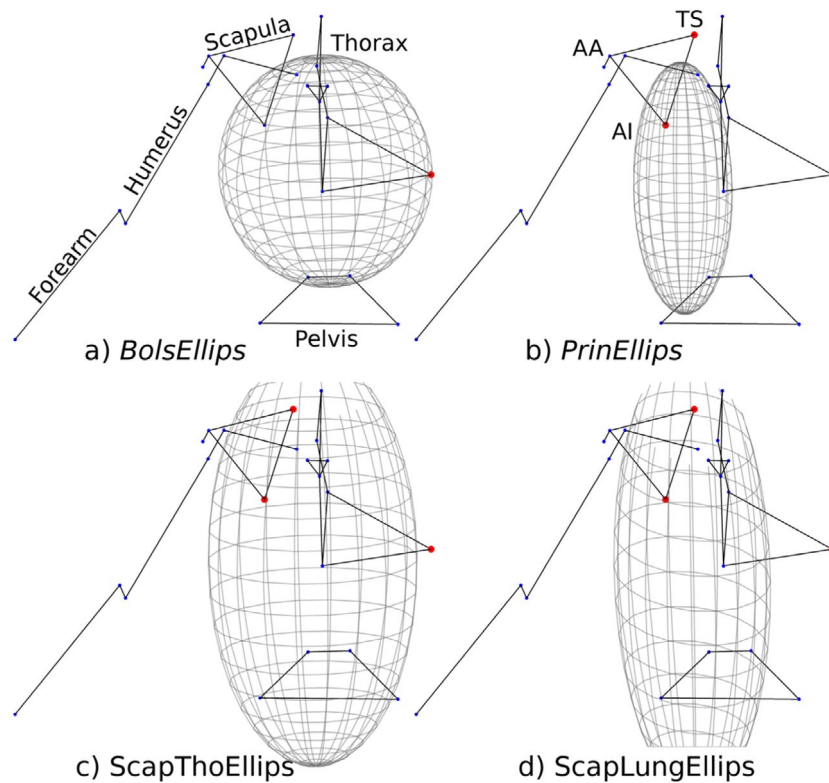 Scapula
Thorax
Humerus
Forearm
Pelvis
a) BolsEllips
TS
AA
AI
b) PrinEllips
c) ScapThoEllips
d) ScapLungEllips